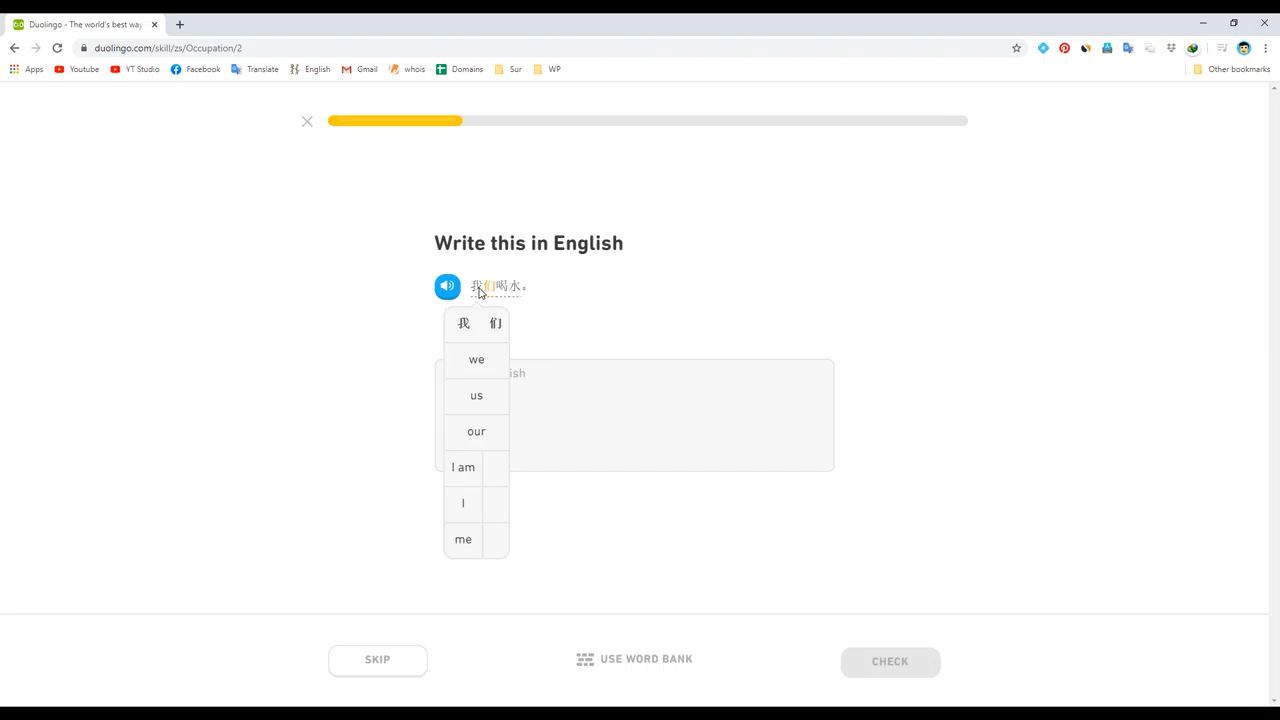 Duolingo - The world's best way
duolingo.com/skill/zs/Occupation/2
Apps Youtube YT Studio Facebook Translate English Gmail whois Domains Sur WP Other bookmarks
Write this in English
我们喝水。
我 们
ish
we
us
our
I am
I
me
SKIP USE WORD BANK CHECK